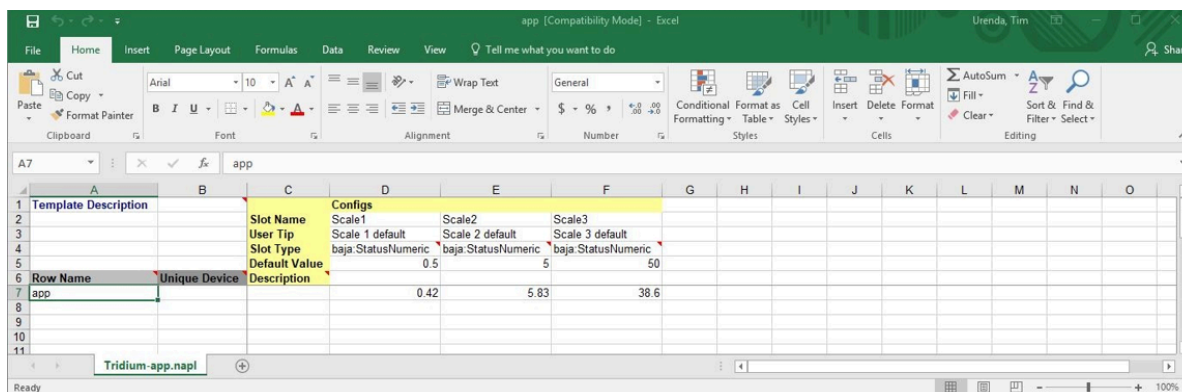 app [Compatibility Mode] - Excel
Urenda, Tim
File Home Insert Page Layout Formulas Data Review View Tell me what you want to do Shar
Paste
Cut
Copy
Format Painter
Clipboard
Arial 10
B I U
Font
Wrap Text
Merge & Center
Alignment
General
$ % ,
Number
Conditional Formatting
Format as Table
Cell Styles
Styles
Insert Delete Format
Cells
AutoSum
Fill
Clear
Sort & Filter
Find & Select
Editing
A7 fx app
A B C D E F G H I J K L M N O
1 Template Description Configs
2 Slot Name Scale1 Scale2 Scale3
3 User Tip Scale 1 default Scale 2 default Scale 3 default
4 Slot Type baja:StatusNumeric baja:StatusNumeric baja:StatusNumeric
5 Default Value 0.5 5 50
6 Row Name Unique Device Description
7 app 0.42 5.83 38.6
8
9
10
11
Tridium-app.napl
Ready 100%